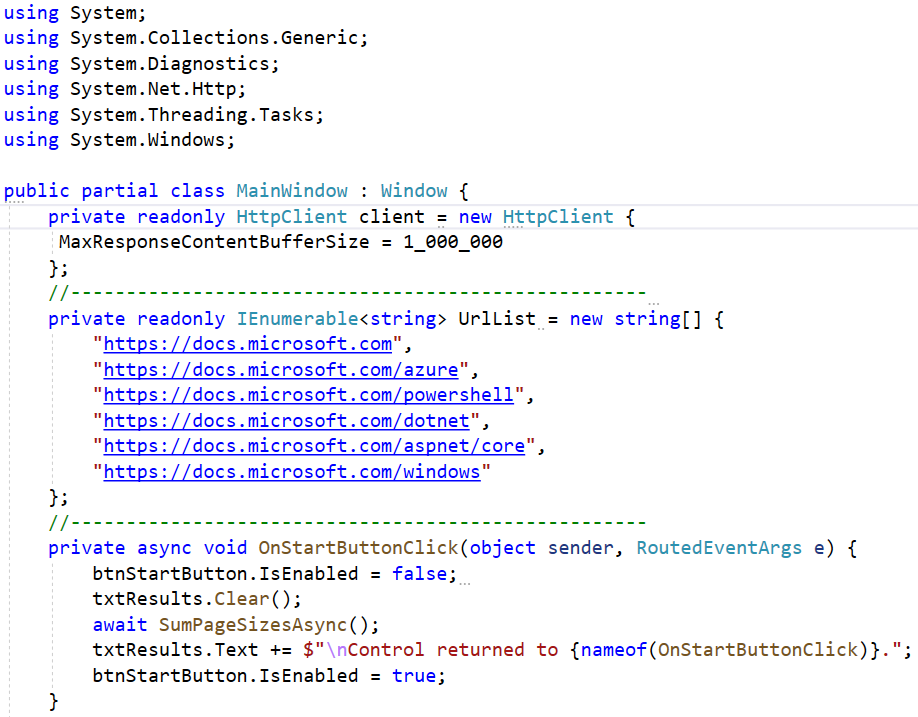 using System;
using System.Collections.Generic;
using System.Diagnostics;
using System.Net.Http;
using System.Threading.Tasks;
using System.Windows;

public partial class MainWindow : Window {
    private readonly HttpClient client = new HttpClient {
     MaxResponseContentBufferSize = 1_000_000
    };
    //----------------------------------------------------
    private readonly IEnumerable<string> UrlList = new string[] {
        "https://docs.microsoft.com",
        "https://docs.microsoft.com/azure",
        "https://docs.microsoft.com/powershell",
        "https://docs.microsoft.com/dotnet",
        "https://docs.microsoft.com/aspnet/core",
        "https://docs.microsoft.com/windows"
    };
    //----------------------------------------------------
    private async void OnStartButtonClick(object sender, RoutedEventArgs e) {
        btnStartButton.IsEnabled = false;
        txtResults.Clear();
        await SumPageSizesAsync();
        txtResults.Text += $"\nControl returned to {nameof(OnStartButtonClick)}.";
        btnStartButton.IsEnabled = true;
    }